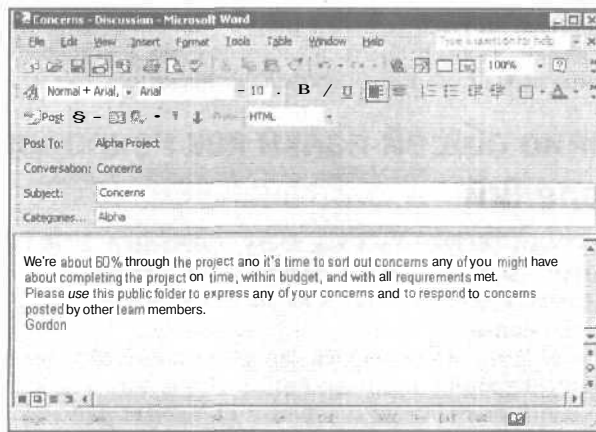 Concerns - Discussion - Microsoft Word
File Edit View Insert Format Tools Table Window Help Type a question for help
100%
Normal + Arial, Arial - 10 . B / U
Post HTML
Post To: Alpha Project
Conversation: Concerns
Subject: Concerns
Categories... Alpha
We're about 60% through the project ano it's time to sort out concerns any of you might have
about completing the project on time, within budget, and with all requirements met.
Please use this public folder to express any of your concerns and to respond to concerns
posted by other team members.
Gordon